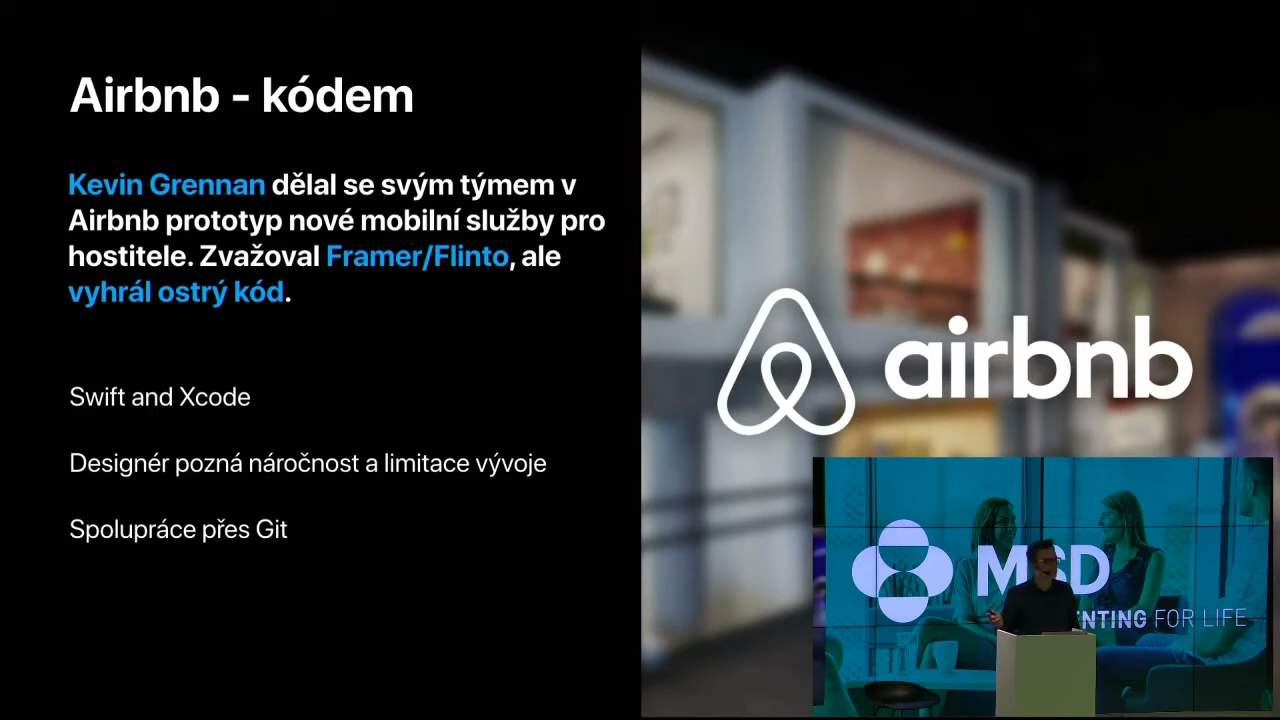 Airbnb - kódem
Kevin Grennan dělal se svým týmem v
Airbnb prototyp nové mobilní služby pro
hostitele. Zvažoval Framer/Flinto, ale
vyhrál ostrý kód.
Swift and Xcode
Designér pozná náročnost a limitace vývoje
Spolupráce přes Git
airbnb
MSD
ENTING FOR LIFE